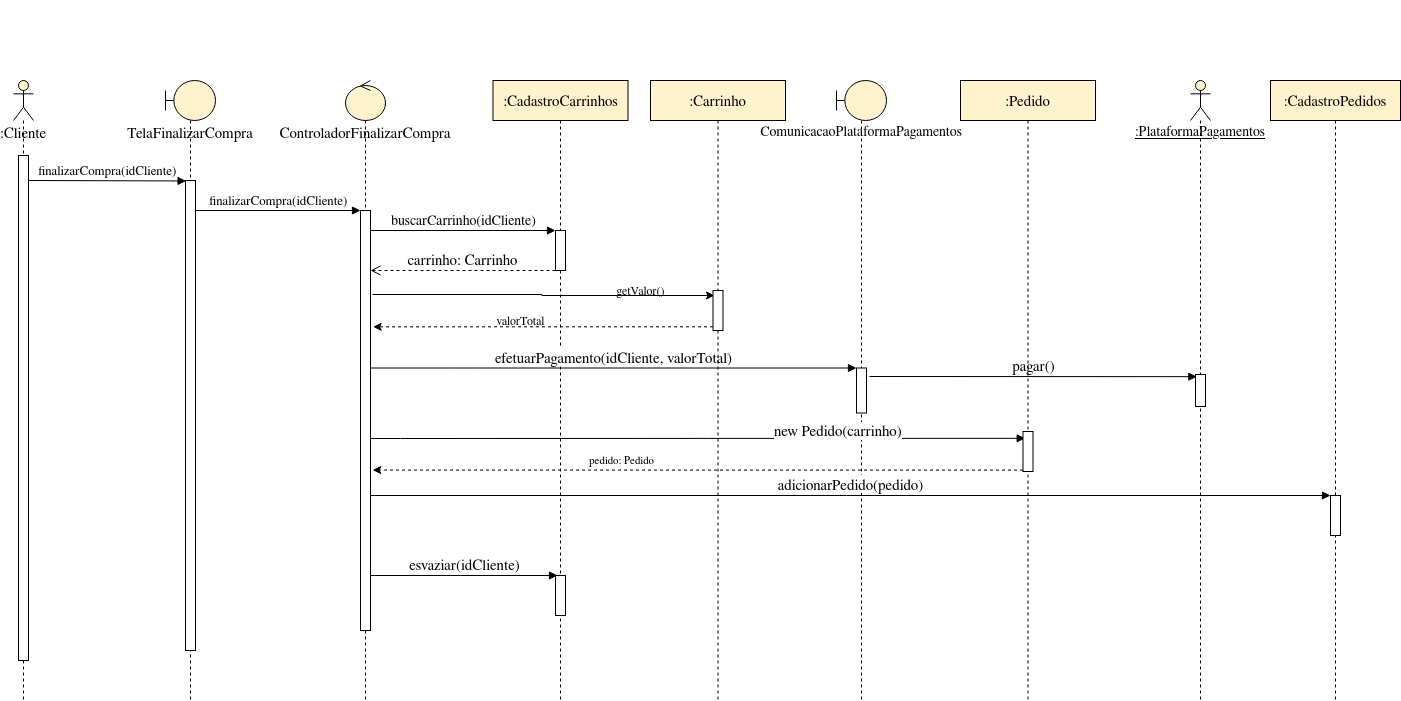 :Cliente
TelaFinalizarCompra
ControladorFinalizarCompra
:CadastroCarrinhos
:Carrinho
ComunicacaoPlataformaPagamentos
:Pedido
:PlataformaPagamentos
:CadastroPedidos
finalizarCompra(idCliente)
finalizarCompra(idCliente)
buscarCarrinho(idCliente)
carrinho: Carrinho
getValor()
valorTotal
efetuarPagamento(idCliente, valorTotal)
pagar()
new Pedido(carrinho)
pedido: Pedido
adicionarPedido(pedido)
esvaziar(idCliente)